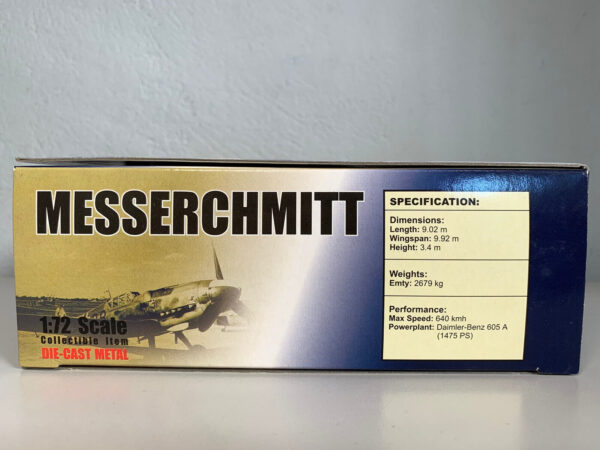 MESSERCHMITT
1:72 Scale
Collectible Item
DIE-CAST METAL
SPECIFICATION:
Dimensions:
Length: 9.02 m
Wingspan: 9.92 m
Height: 3.4 m
Weights:
Emty: 2679 kg
Performance:
Max Speed: 640 kmh
Powerplant: Daimler-Benz 605 A
(1475 PS)